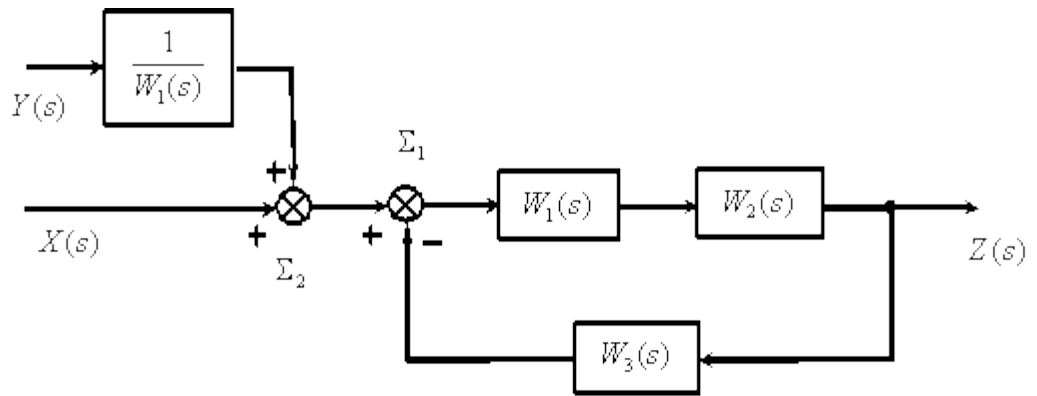 1
W₁(s)
Y(s)
Σ₁
+
W₁(s)
W₂(s)
X(s)
+
+
−
Σ₂
Z(s)
W₃(s)